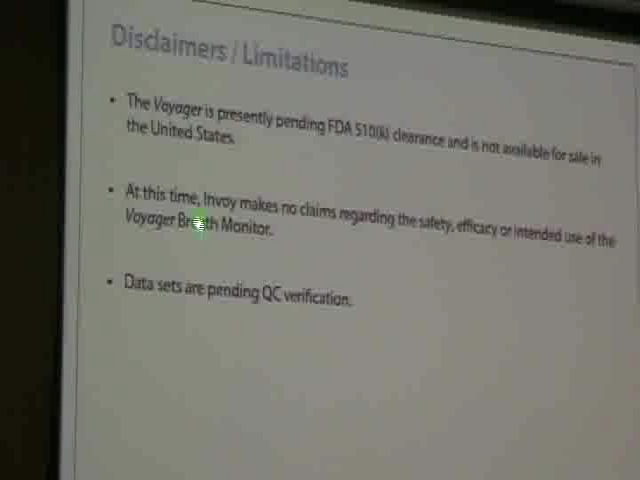 Disclaimers / Limitations
• The Voyager is presently pending FDA 510(k) clearance and is not available for sale in
the United States.
• At this time, Invoy makes no claims regarding the safety, efficacy or intended use of the
Voyager Breath Monitor.
• Data sets are pending QC verification.